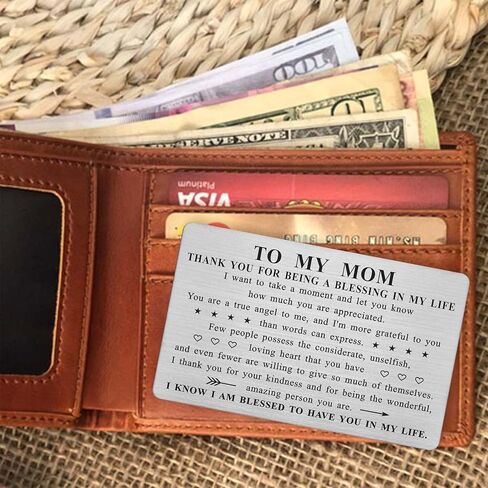 100
10
RESERVE NOTE
VISA
Platinum
TO MY MOM
THANK YOU FOR BEING A BLESSING IN MY LIFE
I want to take a moment and let you know
how much you are appreciated.
You are a true angel to me, and I'm more grateful to you
★ ★ ★ ★ than words can express. ★ ★ ★ ★
Few people possess the considerate, unselfish,
♡ ♡ loving heart that you have ♡ ♡ ♡
and even fewer are willing to give so much of themselves.
I thank you for your kindness and for being the wonderful,
amazing person you are.
I KNOW I AM BLESSED TO HAVE YOU IN MY LIFE.